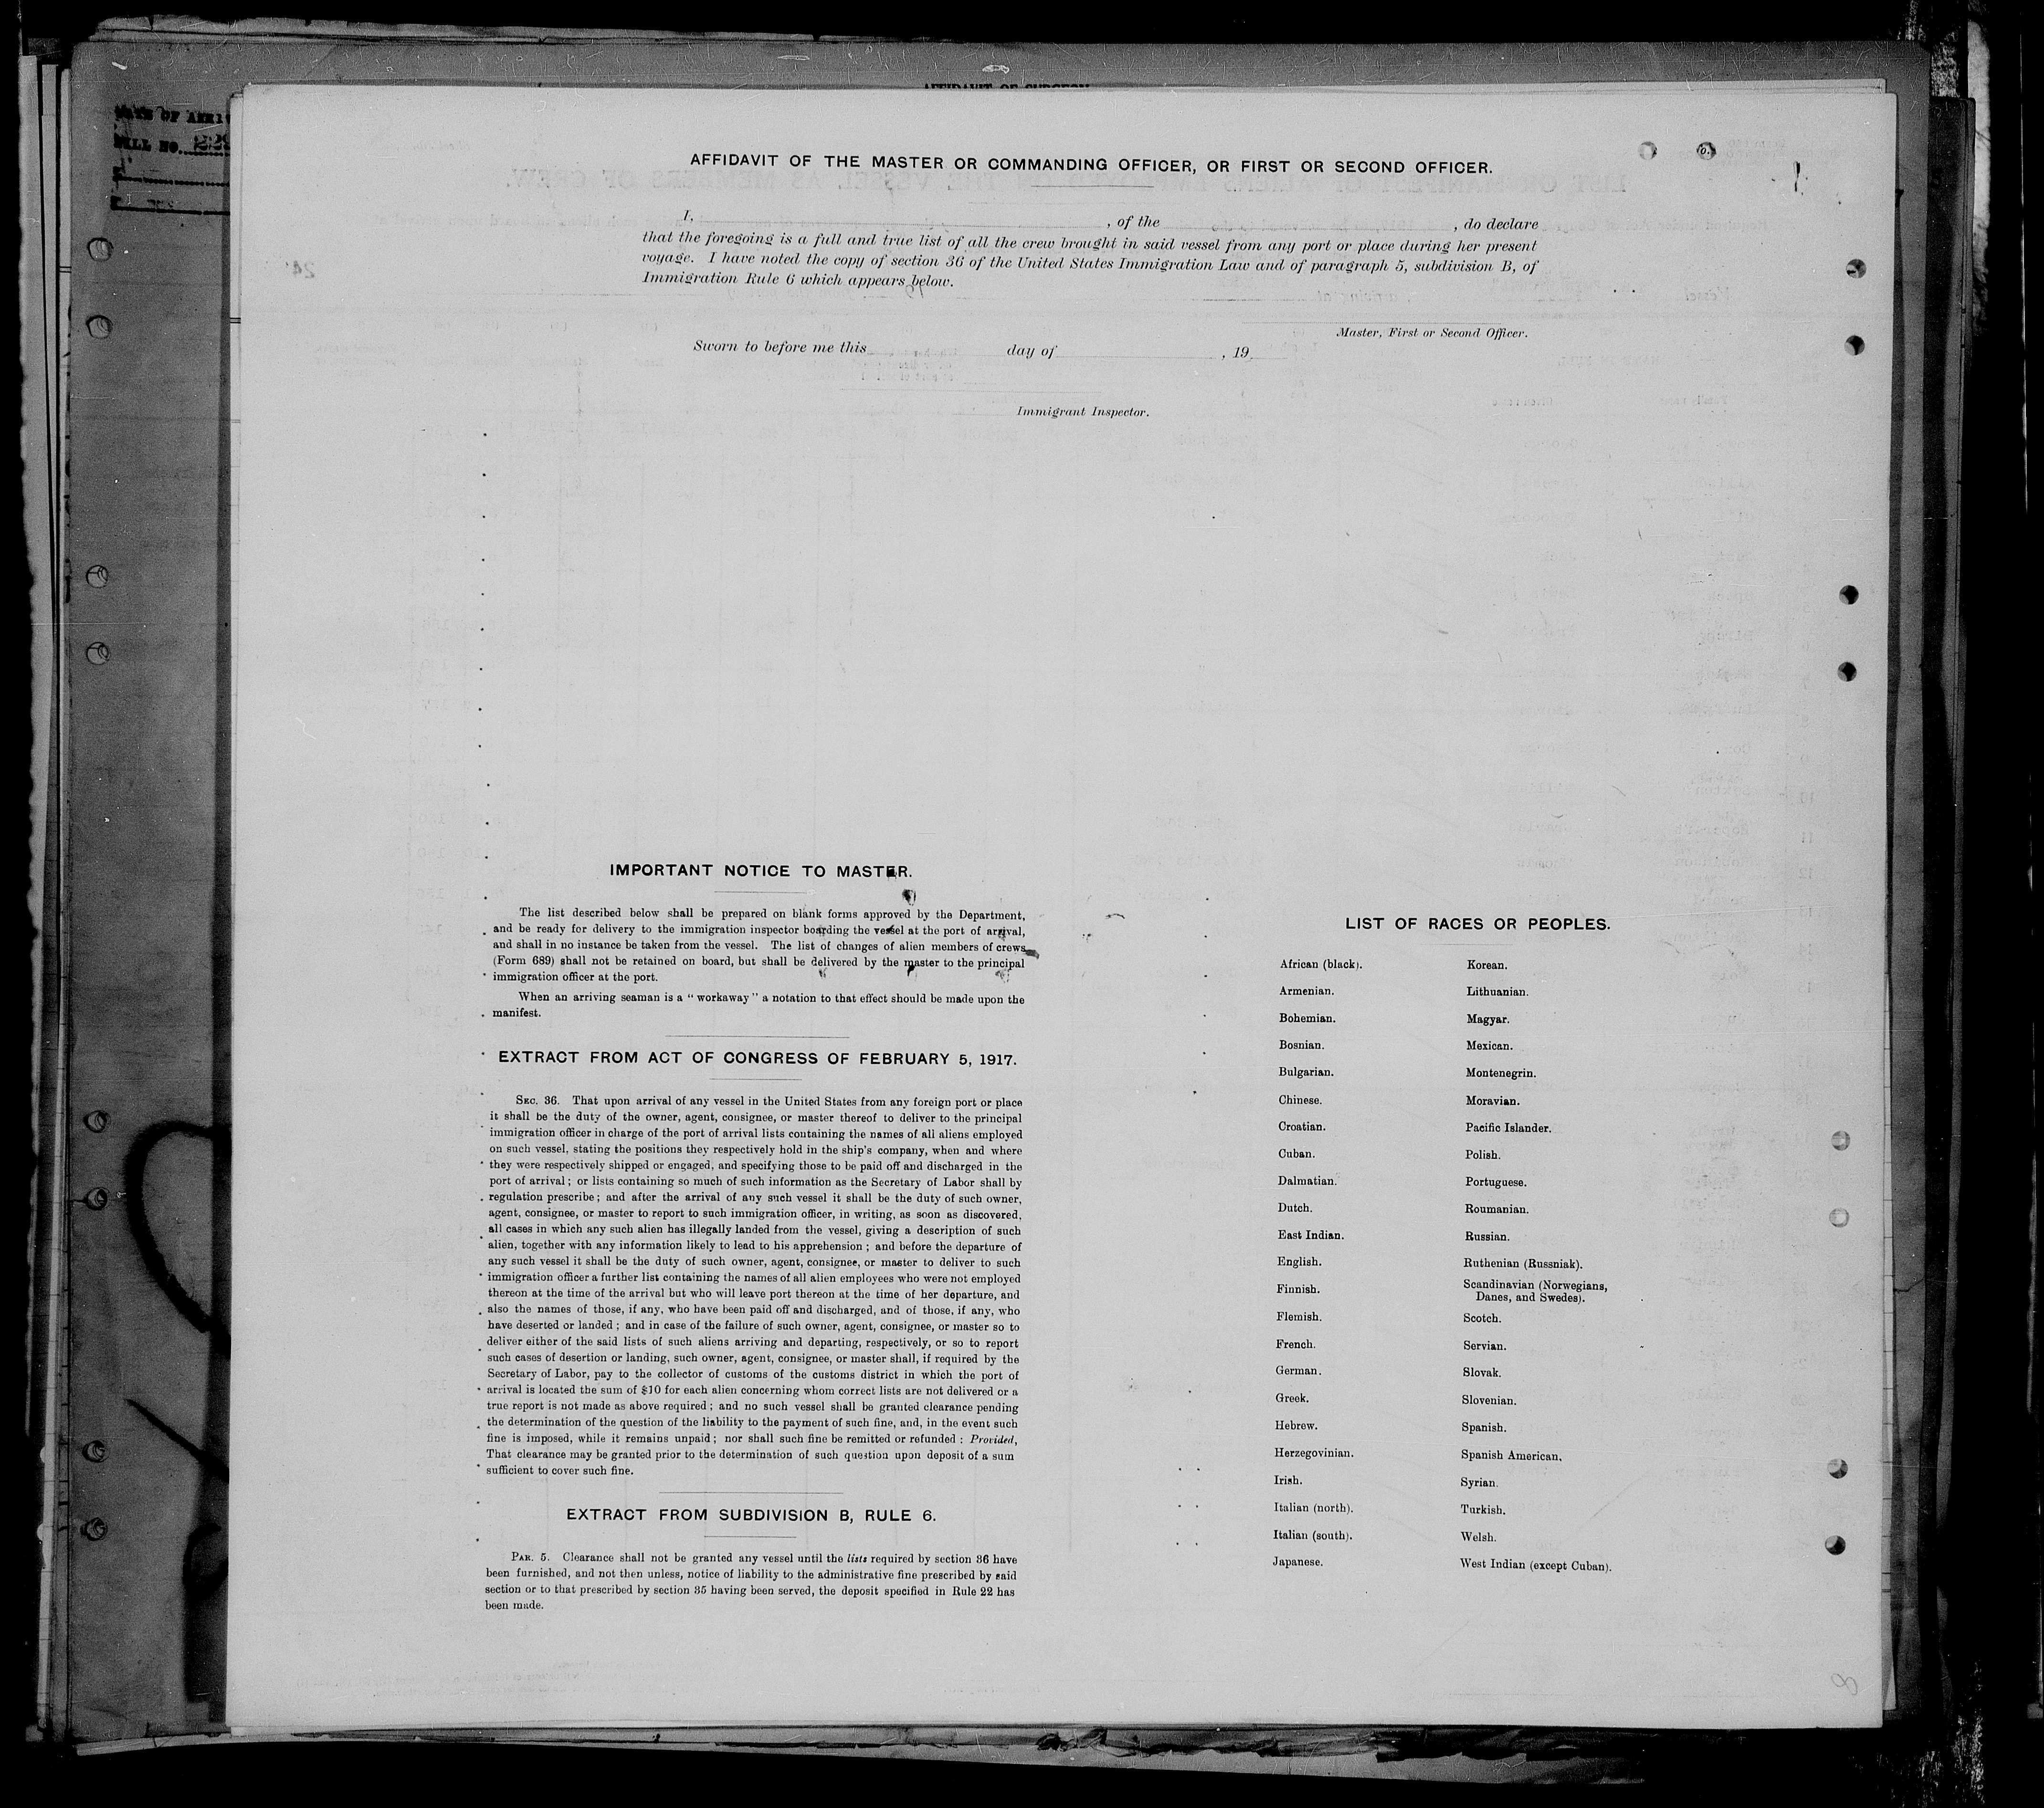 AFFIDAVIT OF THE MASTER OR COMMANDING OFFICER, OR FIRST OR SECOND OFFICER.
I, , of the , do declare
that the foregoing is a full and true list of all the crew brought in said vessel from any port or place during her present
voyage. I have noted the copy of section 36 of the United States Immigration Law and of paragraph 5, subdivision B, of
Immigration Rule 6 which appears below.
Master, First or Second Officer.
Sworn to before me this day of , 19
Immigrant Inspector.
IMPORTANT NOTICE TO MASTER.
The list described below shall be prepared on blank forms approved by the Department,
and be ready for delivery to the immigration inspector boarding the vessel at the port of arrival,
and shall in no instance be taken from the vessel. The list of changes of alien members of crews
(Form 689) shall not be retained on board, but shall be delivered by the master to the principal
immigration officer at the port.
When an arriving seaman is a "workaway" a notation to that effect should be made upon the
manifest.
EXTRACT FROM ACT OF CONGRESS OF FEBRUARY 5, 1917.
SEC. 36. That upon arrival of any vessel in the United States from any foreign port or place
it shall be the duty of the owner, agent, consignee, or master thereof to deliver to the principal
immigration officer in charge of the port of arrival lists containing the names of all aliens employed
on such vessel, stating the positions they respectively hold in the ship's company, when and where
they were respectively shipped or engaged, and specifying those to be paid off and discharged in the
port of arrival; or lists containing so much of such information as the Secretary of Labor shall by
regulation prescribe; and after the arrival of any such vessel it shall be the duty of such owner,
agent, consignee, or master to report to such immigration officer, in writing, as soon as discovered,
all cases in which any such alien has illegally landed from the vessel, giving a description of such
alien, together with any information likely to lead to his apprehension; and before the departure of
any such vessel it shall be the duty of such owner, agent, consignee, or master to deliver to such
immigration officer a further list containing the names of all alien employees who were not employed
thereon at the time of the arrival but who will leave port thereon at the time of her departure, and
also the names of those, if any, who have been paid off and discharged, and of those, if any, who
have deserted or landed; and in case of the failure of such owner, agent, consignee, or master so to
deliver either of the said lists of such aliens arriving and departing, respectively, or so to report
such cases of desertion or landing, such owner, agent, consignee, or master shall, if required by the
Secretary of Labor, pay to the collector of customs of the customs district in which the port of
arrival is located the sum of $10 for each alien concerning whom correct lists are not delivered or a
true report is not made as above required; and no such vessel shall be granted clearance pending
the determination of the question of the liability to the payment of such fine, and, in the event such
fine is imposed, while it remains unpaid; nor shall such fine be remitted or refunded: Provided,
That clearance may be granted prior to the determination of such question upon deposit of a sum
sufficient to cover such fine.
EXTRACT FROM SUBDIVISION B, RULE 6.
PAR. 5. Clearance shall not be granted any vessel until the lists required by section 36 have
been furnished, and not then unless, notice of liability to the administrative fine prescribed by said
section or to that prescribed by section 35 having been served, the deposit specified in Rule 22 has
been made.
LIST OF RACES OR PEOPLES.
African (black). Korean.
Armenian. Lithuanian.
Bohemian. Magyar.
Bosnian. Mexican.
Bulgarian. Montenegrin.
Chinese. Moravian.
Croatian. Pacific Islander.
Cuban. Polish.
Dalmatian. Portuguese.
Dutch. Roumanian.
East Indian. Russian.
English. Ruthenian (Russniak).
Finnish. Scandinavian (Norwegians,
Danes, and Swedes).
Flemish. Scotch.
French. Servian.
German. Slovak.
Greek. Slovenian.
Hebrew. Spanish.
Herzegovinian. Spanish American.
Irish. Syrian.
Italian (north). Turkish.
Italian (south). Welsh.
Japanese. West Indian (except Cuban).
8